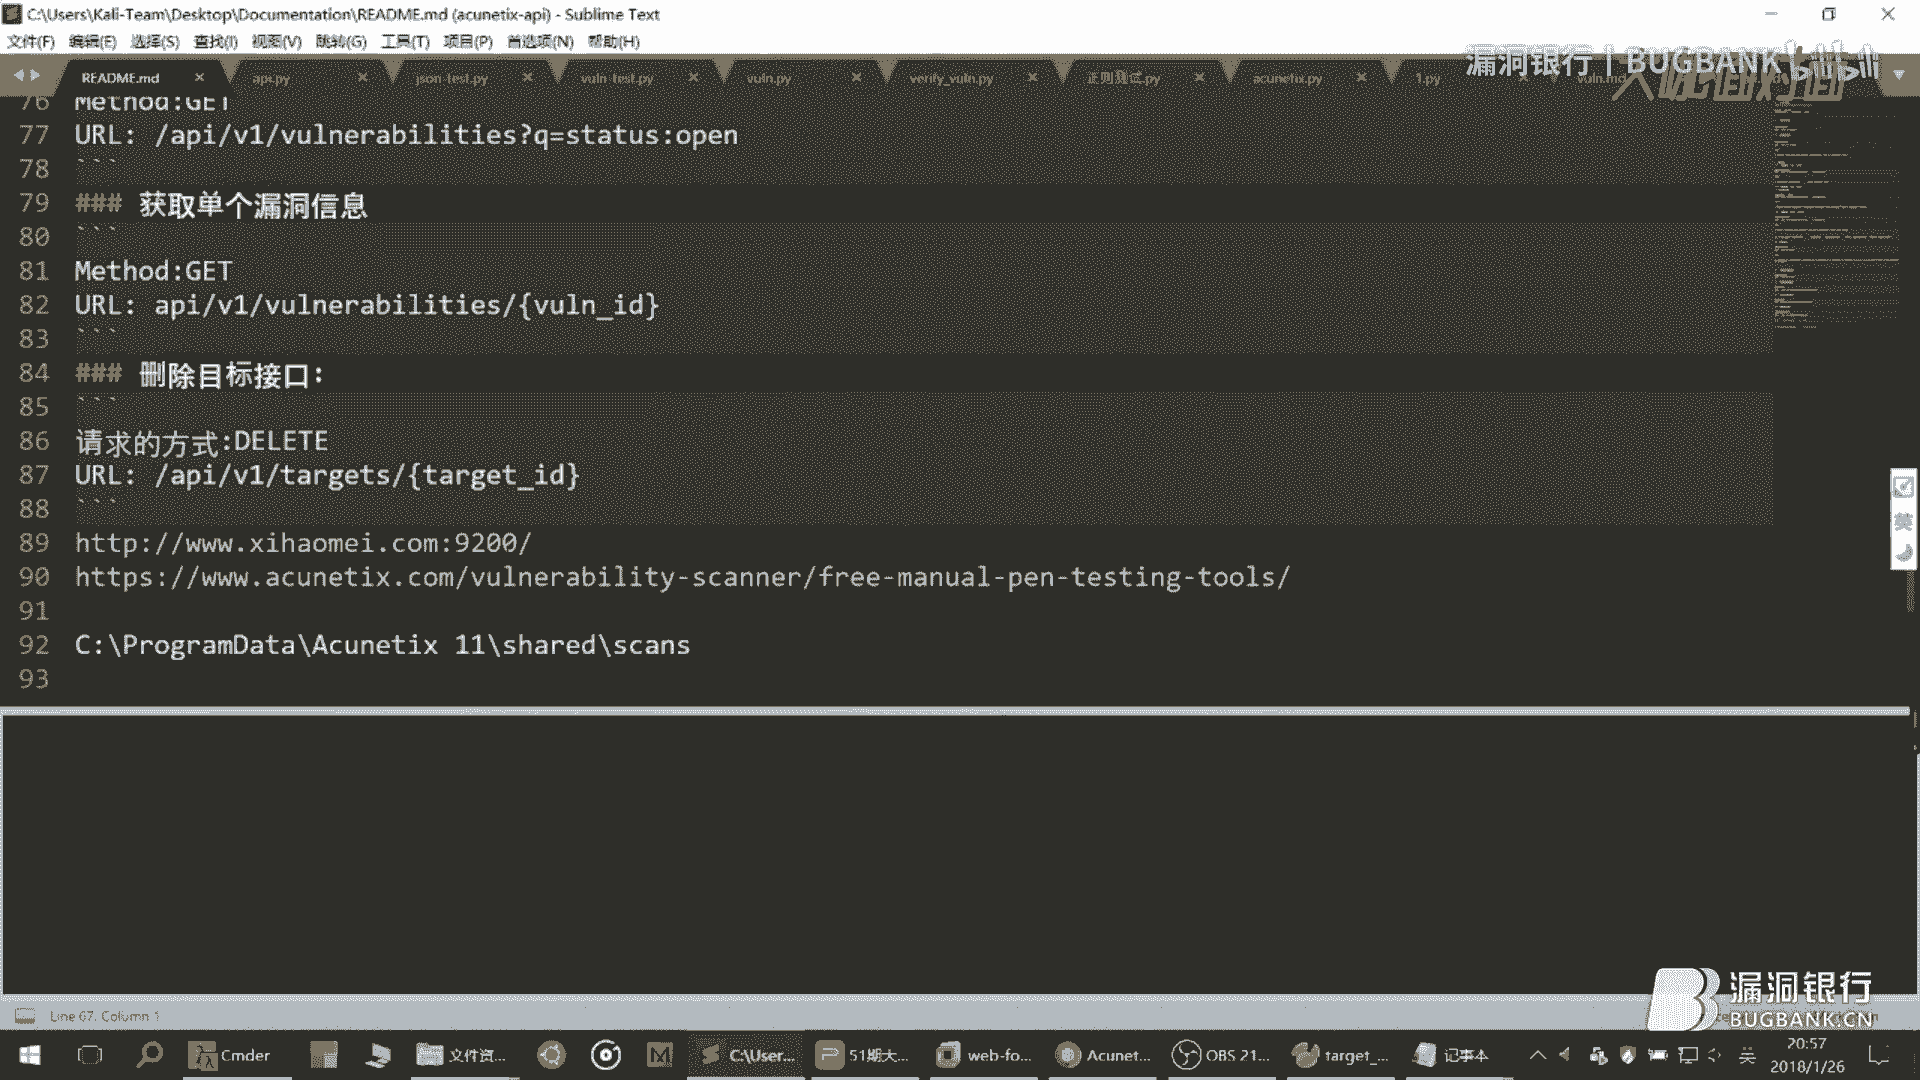 C:\Users\Kali-Team\Desktop\Documentation\README.md (acunetix-api) - Sublime Text
文件(F) 编辑(E) 选择(S) 查找(I) 视图(V) 跳转(G) 工具(T) 项目(P) 首选项(N) 帮助(H)
漏洞银行 | BUGBANK
README.md api.py json-test.py vuln-test.py vuln.py verify_vuln.py 正则测试.py acunetix.py 1.py vuln.md
76 Method:GET
77 URL: /api/v1/vulnerabilities?q=status:open
78 ```
79 ### 获取单个漏洞信息
80 ```
81 Method:GET
82 URL: api/v1/vulnerabilities/{vuln_id}
83 ```
84 ### 删除目标接口:
85 ```
86 请求的方式:DELETE
87 URL: /api/v1/targets/{target_id}
88 ```
89 http://www.xihaomei.com:9200/
90 https://www.acunetix.com/vulnerability-scanner/free-manual-pen-testing-tools/
91
92 C:\ProgramData\Acunetix 11\shared\scans
93
英
漏洞银行
BUGBANK.CN
Line 67, Column 1
Cmder 文件资... C:\User... 51期大... web-fo... Acunet... OBS 21... target_... 记事本 英
20:57
2018/1/26